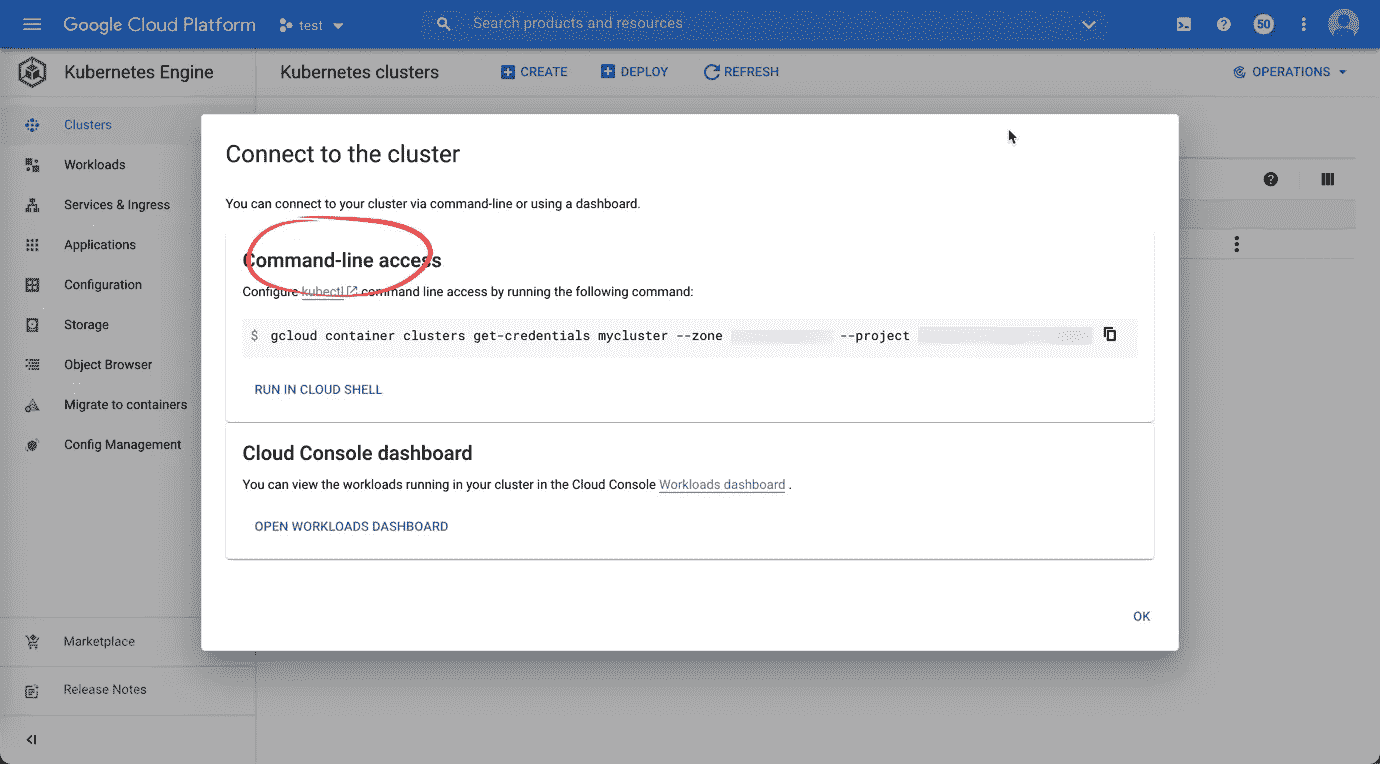 Google Cloud Platform
test
Search products and resources
50
Kubernetes Engine
Kubernetes clusters
CREATE
DEPLOY
REFRESH
OPERATIONS
Clusters
Workloads
Services & Ingress
Applications
Configuration
Storage
Object Browser
Migrate to containers
Config Management
Marketplace
Release Notes
Connect to the cluster
You can connect to your cluster via command-line or using a dashboard.
Command-line access
Configure kubectl command line access by running the following command:
$ gcloud container clusters get-credentials mycluster --zone --project
RUN IN CLOUD SHELL
Cloud Console dashboard
You can view the workloads running in your cluster in the Cloud Console Workloads dashboard .
OPEN WORKLOADS DASHBOARD
OK